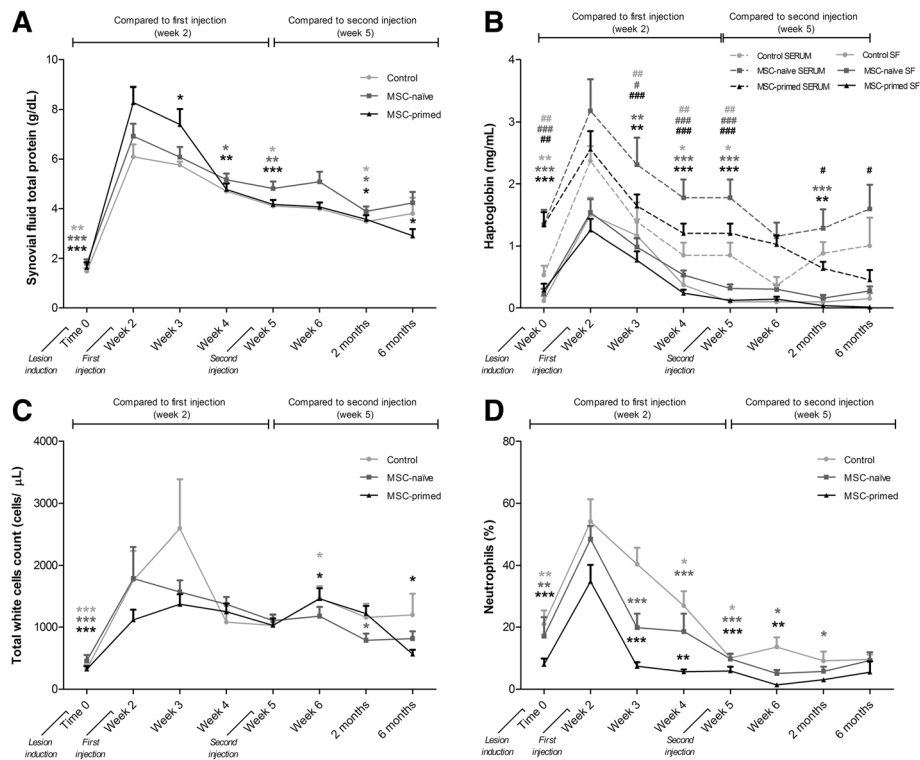 A
Compared to first injection
(week 2)
Compared to second injection
(week 5)
Synovial fluid total protein (g/dL)
10
8
6
4
2
0
Control
MSC-naïve
MSC-primed
**
***
***
*
*
**
*
**
***
*
*
*
*
Time 0
Week 2
Week 3
Week 4
Week 5
Week 6
2 months
6 months
Lesion
induction
First
injection
Second
injection
B
Compared to first injection
(week 2)
Compared to second injection
(week 5)
Haptoglobin (mg/mL)
4
3
2
1
0
Control SERUM
MSC-naïve SERUM
MSC-primed SERUM
Control SF
MSC-naïve SF
MSC-primed SF
##
###
##
**
***
***
##
#
###
**
**
##
###
###
*
***
***
##
###
###
*
***
***
#
***
**
#
Week 0
Week 2
Week 3
Week 4
Week 5
Week 6
2 months
6 months
Lesion
induction
First
injection
Second
injection
C
Compared to first injection
(week 2)
Compared to second injection
(week 5)
Total white cells count (cells/ μL)
4000
3000
2000
1000
0
Control
MSC-naïve
MSC-primed
***
***
***
*
*
*
*
Time 0
Week 2
Week 3
Week 4
Week 5
Week 6
2 months
6 months
Lesion
induction
First
injection
Second
injection
D
Compared to first injection
(week 2)
Compared to second injection
(week 5)
Neutrophils (%)
80
60
40
20
0
Control
MSC-naïve
MSC-primed
**
**
***
***
***
*
***
**
*
***
***
*
**
*
Time 0
Week 2
Week 3
Week 4
Week 5
Week 6
2 months
6 months
Lesion
induction
First
injection
Second
injection